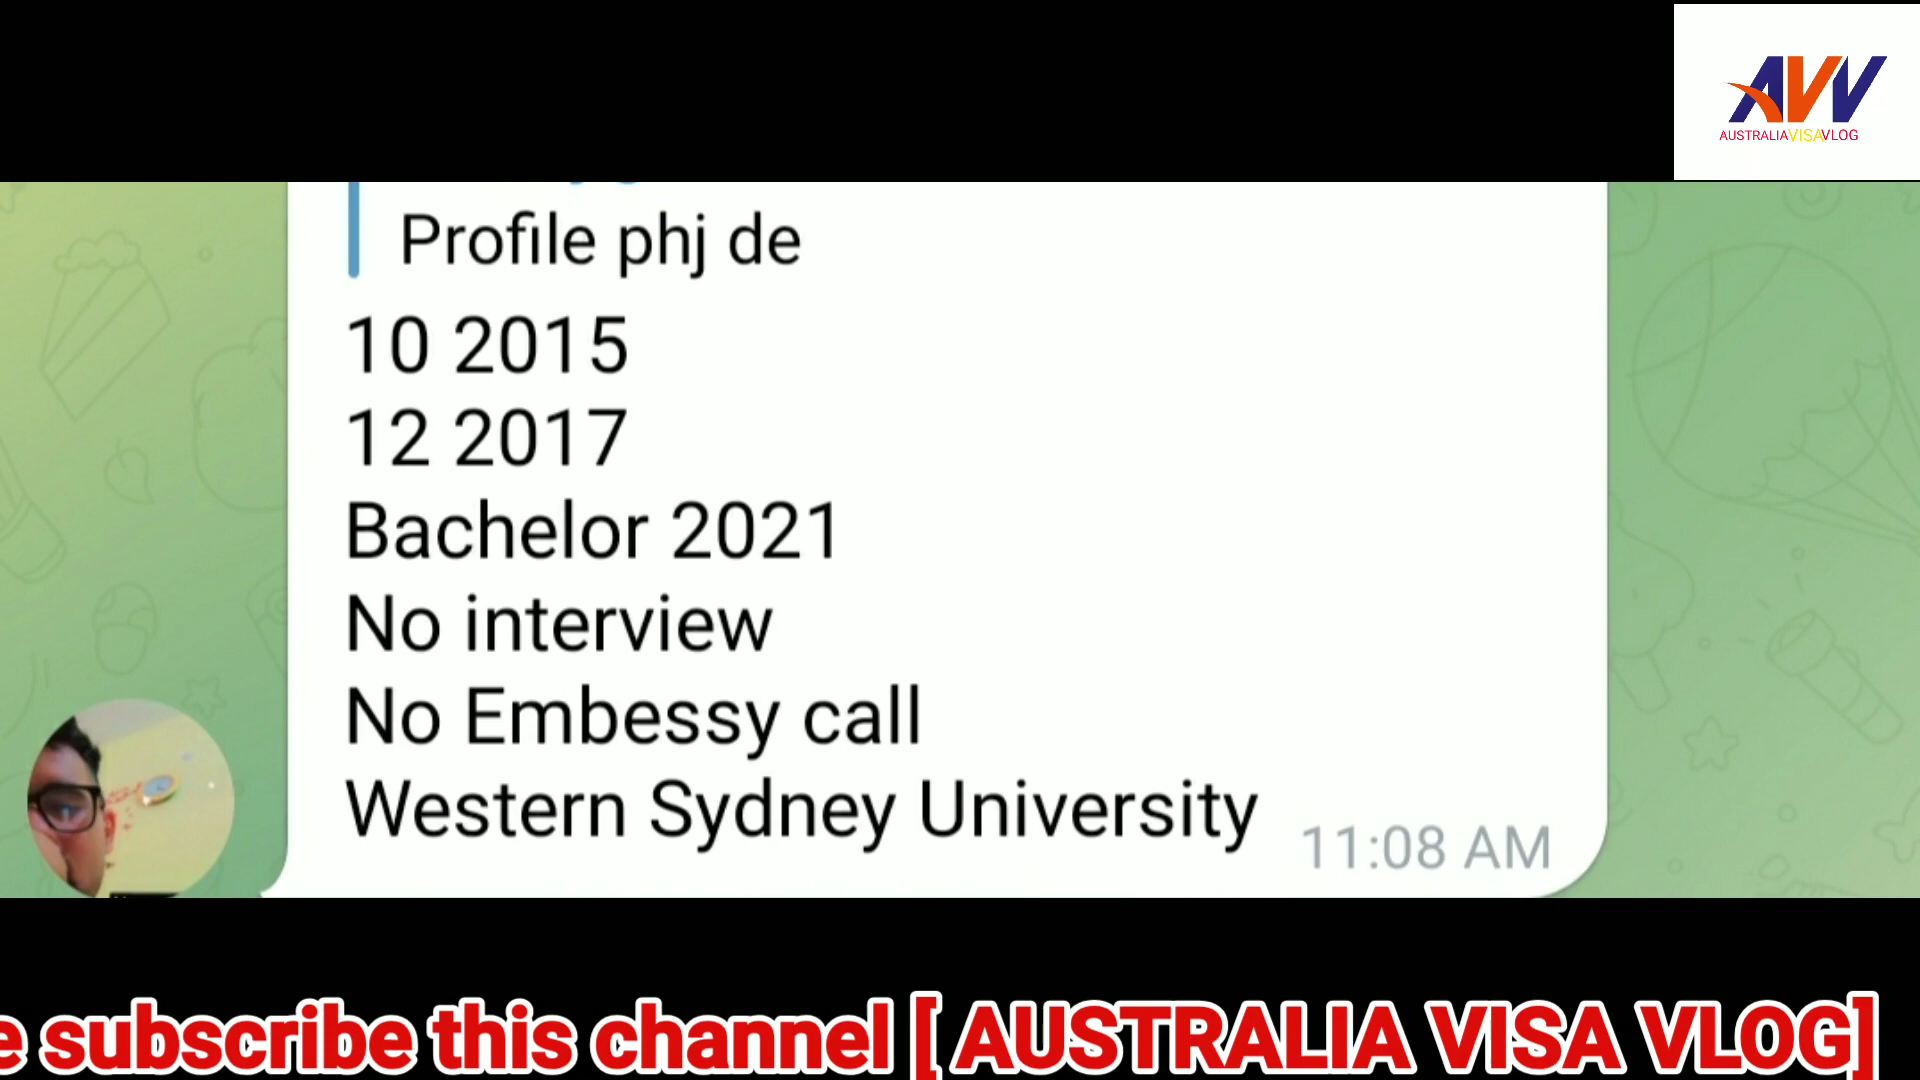 AVV
AUSTRALIAVISAVLOG
Profile phj de
10 2015
12 2017
Bachelor 2021
No interview
No Embessy call
Western Sydney University
11:08 AM
subscribe this channel [ AUSTRALIA VISA VLOG]